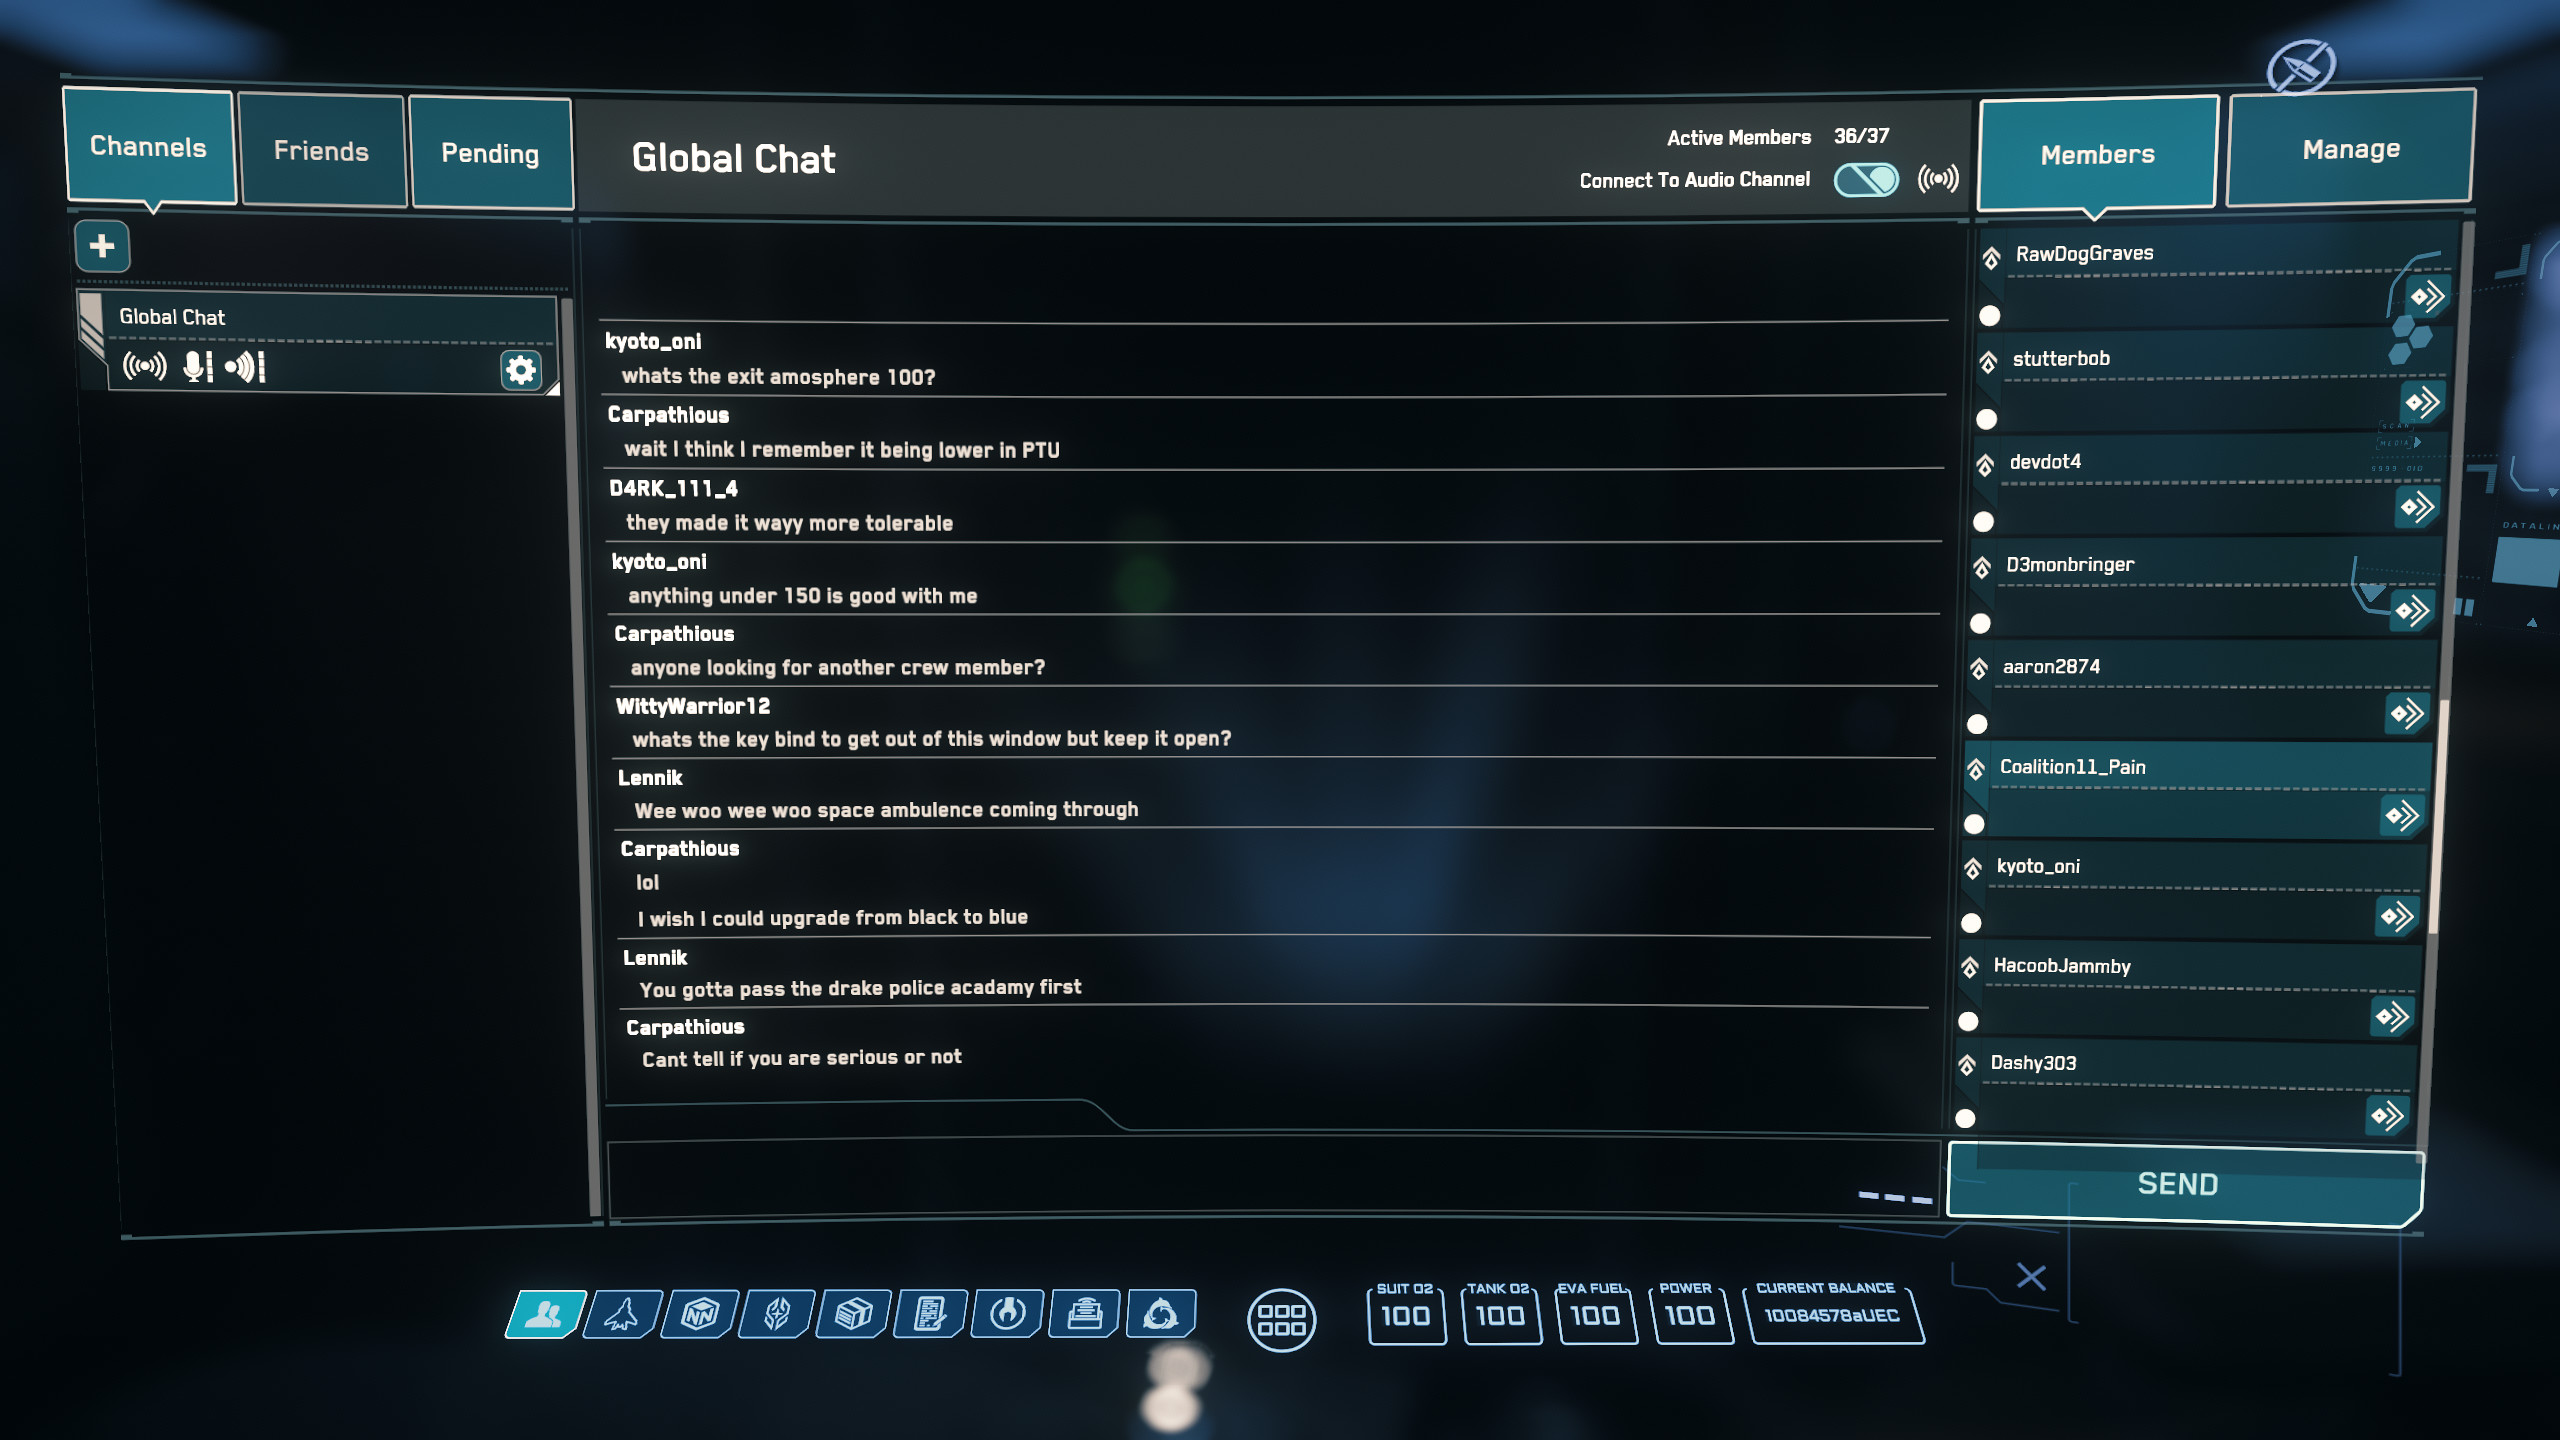 Channels
Friends
Pending
Global Chat
Active Members 36/37
Connect To Audio Channel
Members
Manage
Global Chat
kyoto_oni
whats the exit amosphere 100?
Carpathious
wait I think I remember it being lower in PTU
D4RK_111_4
they made it wayy more tolerable
kyoto_oni
anything under 150 is good with me
Carpathious
anyone looking for another crew member?
WittyWarrior12
whats the key bind to get out of this window but keep it open?
Lennik
Wee woo wee woo space ambulence coming through
Carpathious
lol
I wish I could upgrade from black to blue
Lennik
You gotta pass the drake police acadamy first
Carpathious
Cant tell if you are serious or not
RawDogGraves
stutterbob
devdot4
D3monbringer
aaron2874
Coalition11_Pain
kyoto_oni
HacoobJammby
Dashy303
SCAN
MEDIA
SEND
SUIT O2
100
TANK O2
100
EVA FUEL
100
POWER
100
CURRENT BALANCE
10084578aUEC